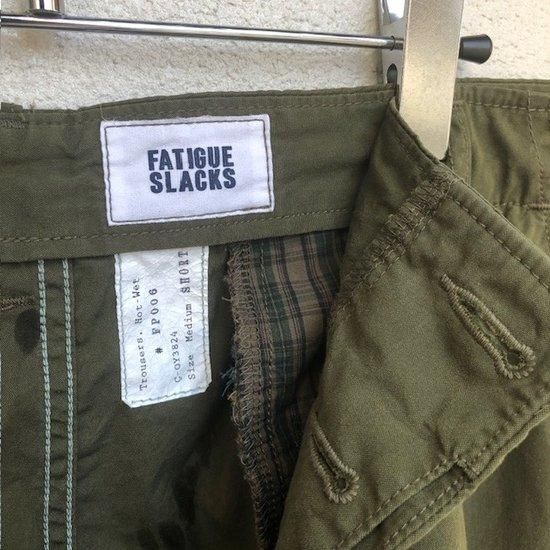 FATIGUE
SLACKS
Trousers. Hot-Wet
# FP006
C-OY3824
Size Medium SHORT